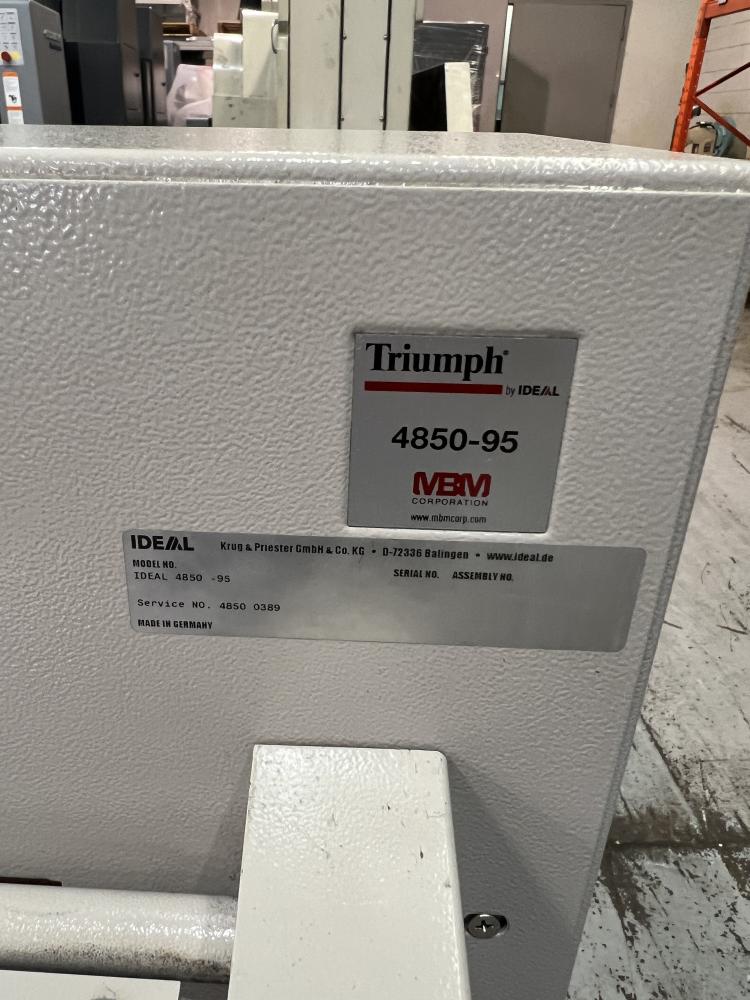 Triumph®
by IDEAL
4850-95
MBM
CORPORATION
www.mbmcorp.com
IDEAL Krug & Priester GmbH & Co. KG • D-72336 Balingen • www.ideal.de
MODEL NO. SERIAL NO. ASSEMBLY NO.
IDEAL 4850 -95
Service NO. 4850 0389
MADE IN GERMANY